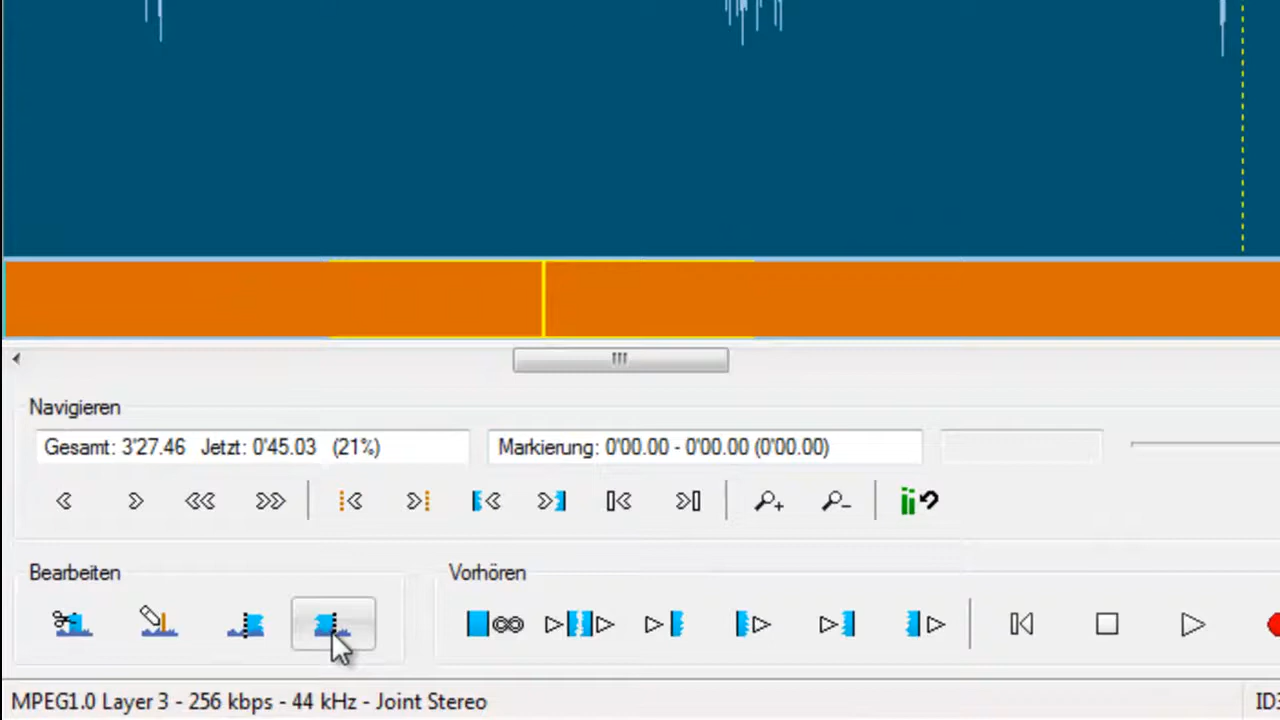 Navigieren
Gesamt: 3'27.46 Jetzt: 0'45.03 (21%)
Markierung: 0'00.00 - 0'00.00 (0'00.00)
Bearbeiten
Vorhören
MPEG1.0 Layer 3 - 256 kbps - 44 kHz - Joint Stereo
ID3